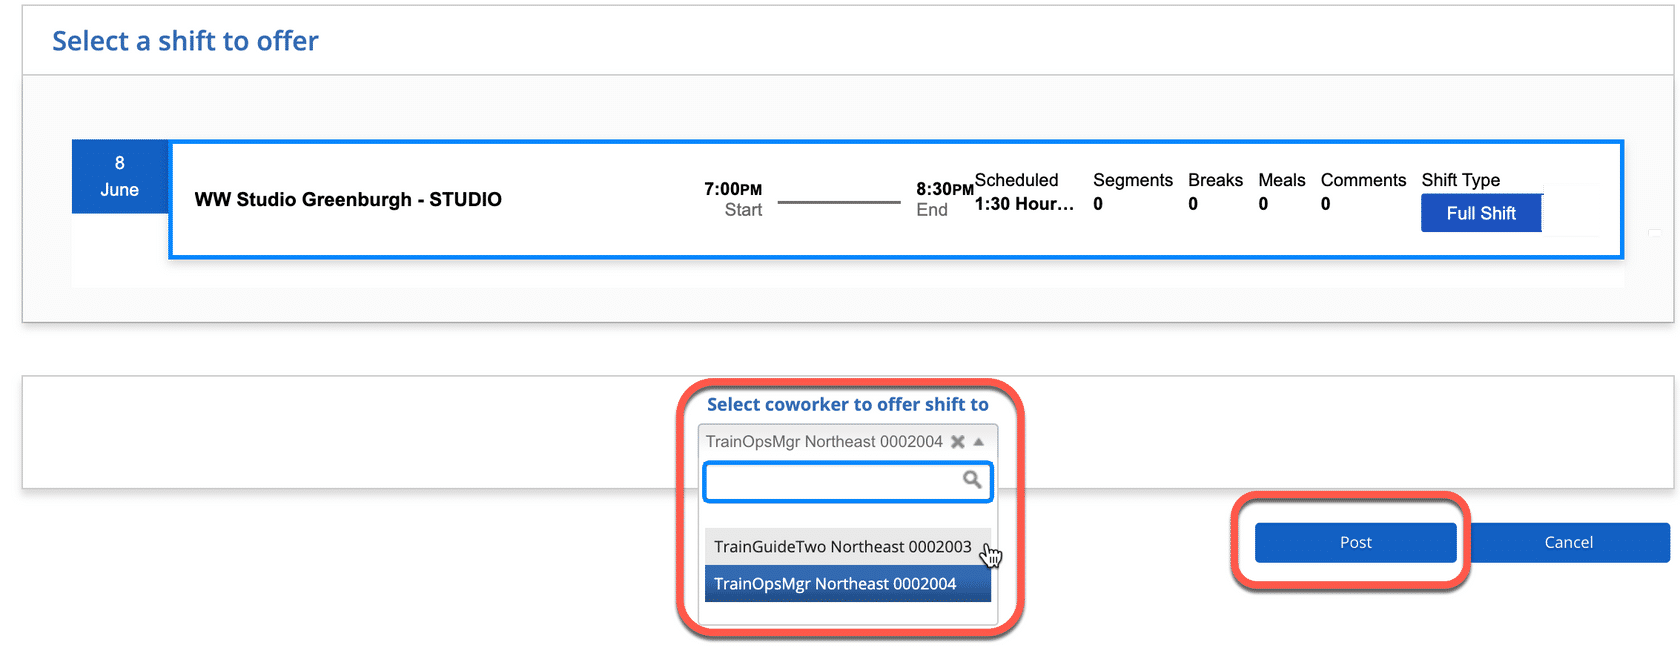 Select a shift to offer
8
June
WW Studio Greenburgh - STUDIO
7:00PM
Start
8:30PM
End
Scheduled
1:30 Hour...
Segments
0
Breaks
0
Meals
0
Comments
0
Shift Type
Full Shift
Select coworker to offer shift to
TrainOpsMgr Northeast 0002004
TrainGuideTwo Northeast 0002003
TrainOpsMgr Northeast 0002004
Post
Cancel